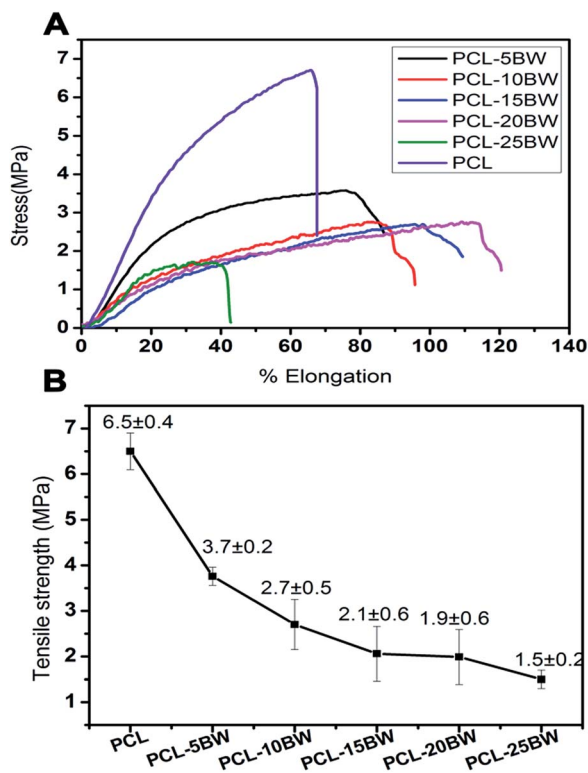 A
Stress(MPa)
7
6
5
4
3
2
1
0
PCL-5BW
PCL-10BW
PCL-15BW
PCL-20BW
PCL-25BW
PCL
0 20 40 60 80 100 120 140
% Elongation
B
Tensile strength (MPa)
7
6
5
4
3
2
1
6.5±0.4
3.7±0.2
2.7±0.5
2.1±0.6
1.9±0.6
1.5±0.2
PCL PCL-5BW PCL-10BW PCL-15BW PCL-20BW PCL-25BW